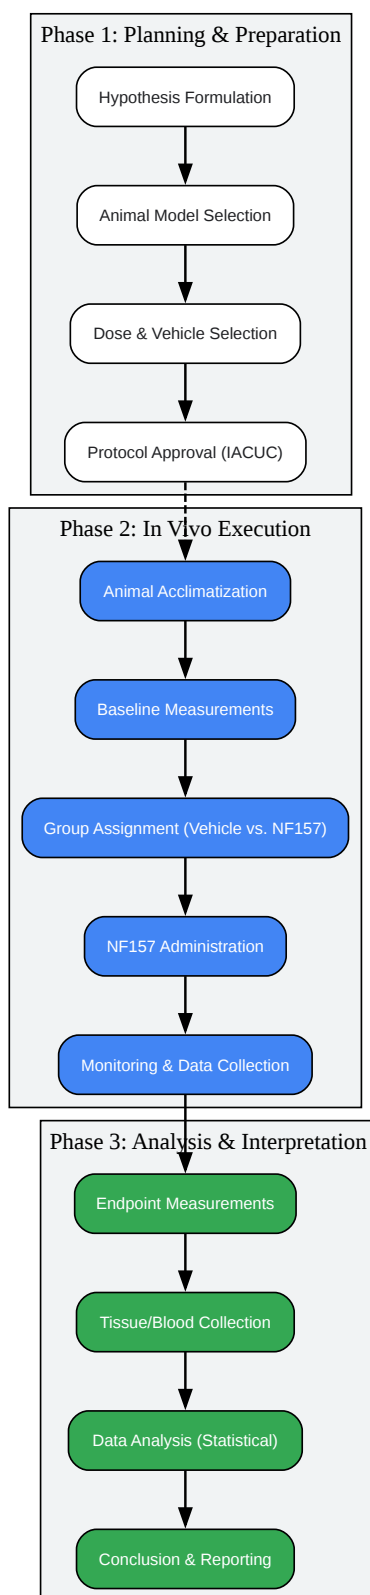 Phase 1: Planning & Preparation
Hypothesis Formulation
Animal Model Selection
Dose & Vehicle Selection
Protocol Approval (IACUC)
Phase 2: In Vivo Execution
Animal Acclimatization
Baseline Measurements
Group Assignment (Vehicle vs. NF157)
NF157 Administration
Monitoring & Data Collection
Phase 3: Analysis & Interpretation
Endpoint Measurements
Tissue/Blood Collection
Data Analysis (Statistical)
Conclusion & Reporting